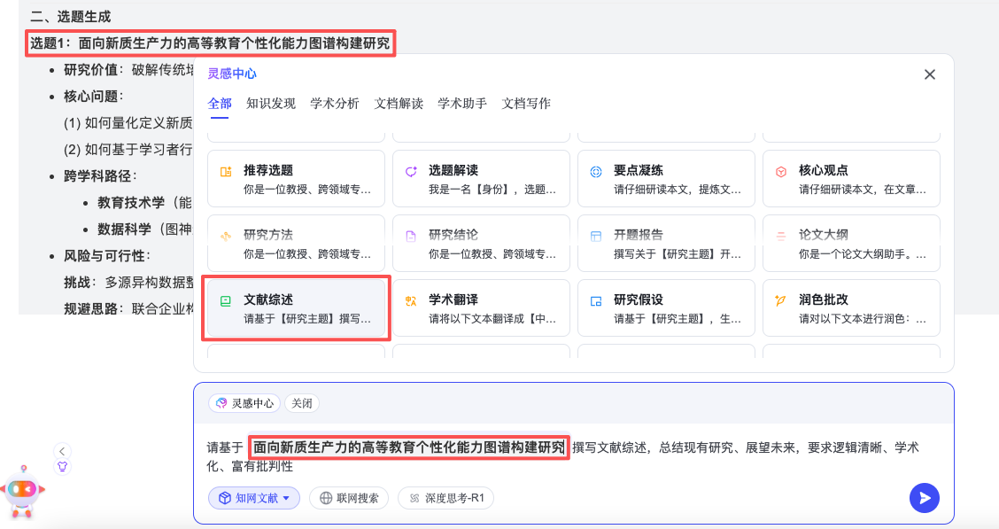 二、选题生成
选题1：面向新质生产力的高等教育个性化能力图谱构建研究
• 研究价值：破解传统培
• 核心问题：
(1) 如何量化定义新质
(2) 如何基于学习者行
• 跨学科路径：
• 教育技术学（能
• 数据科学（图神
• 风险与可行性：
挑战：多源异构数据整
规避思路：联合企业构
灵感中心
全部 知识发现 学术分析 文档解读 学术助手 文档写作
推荐选题
你是一位教授、跨领域专...
选题解读
我是一名【身份】，选题...
要点凝练
请仔细研读本文，提炼文...
核心观点
请仔细研读本文，在文章...
研究方法
你是一位教授、跨领域专...
研究结论
你是一位教授、跨领域专...
开题报告
撰写关于【研究主题】开...
论文大纲
你是一个论文大纲助手。...
文献综述
请基于【研究主题】撰写...
学术翻译
请将以下文本翻译成【中...
研究假设
请基于【研究主题】，生...
润色批改
请对以下文本进行润色：...
灵感中心 关闭
请基于 面向新质生产力的高等教育个性化能力图谱构建研究 撰写文献综述，总结现有研究、展望未来，要求逻辑清晰、学术
化、富有批判性
知网文献 联网搜索 深度思考-R1